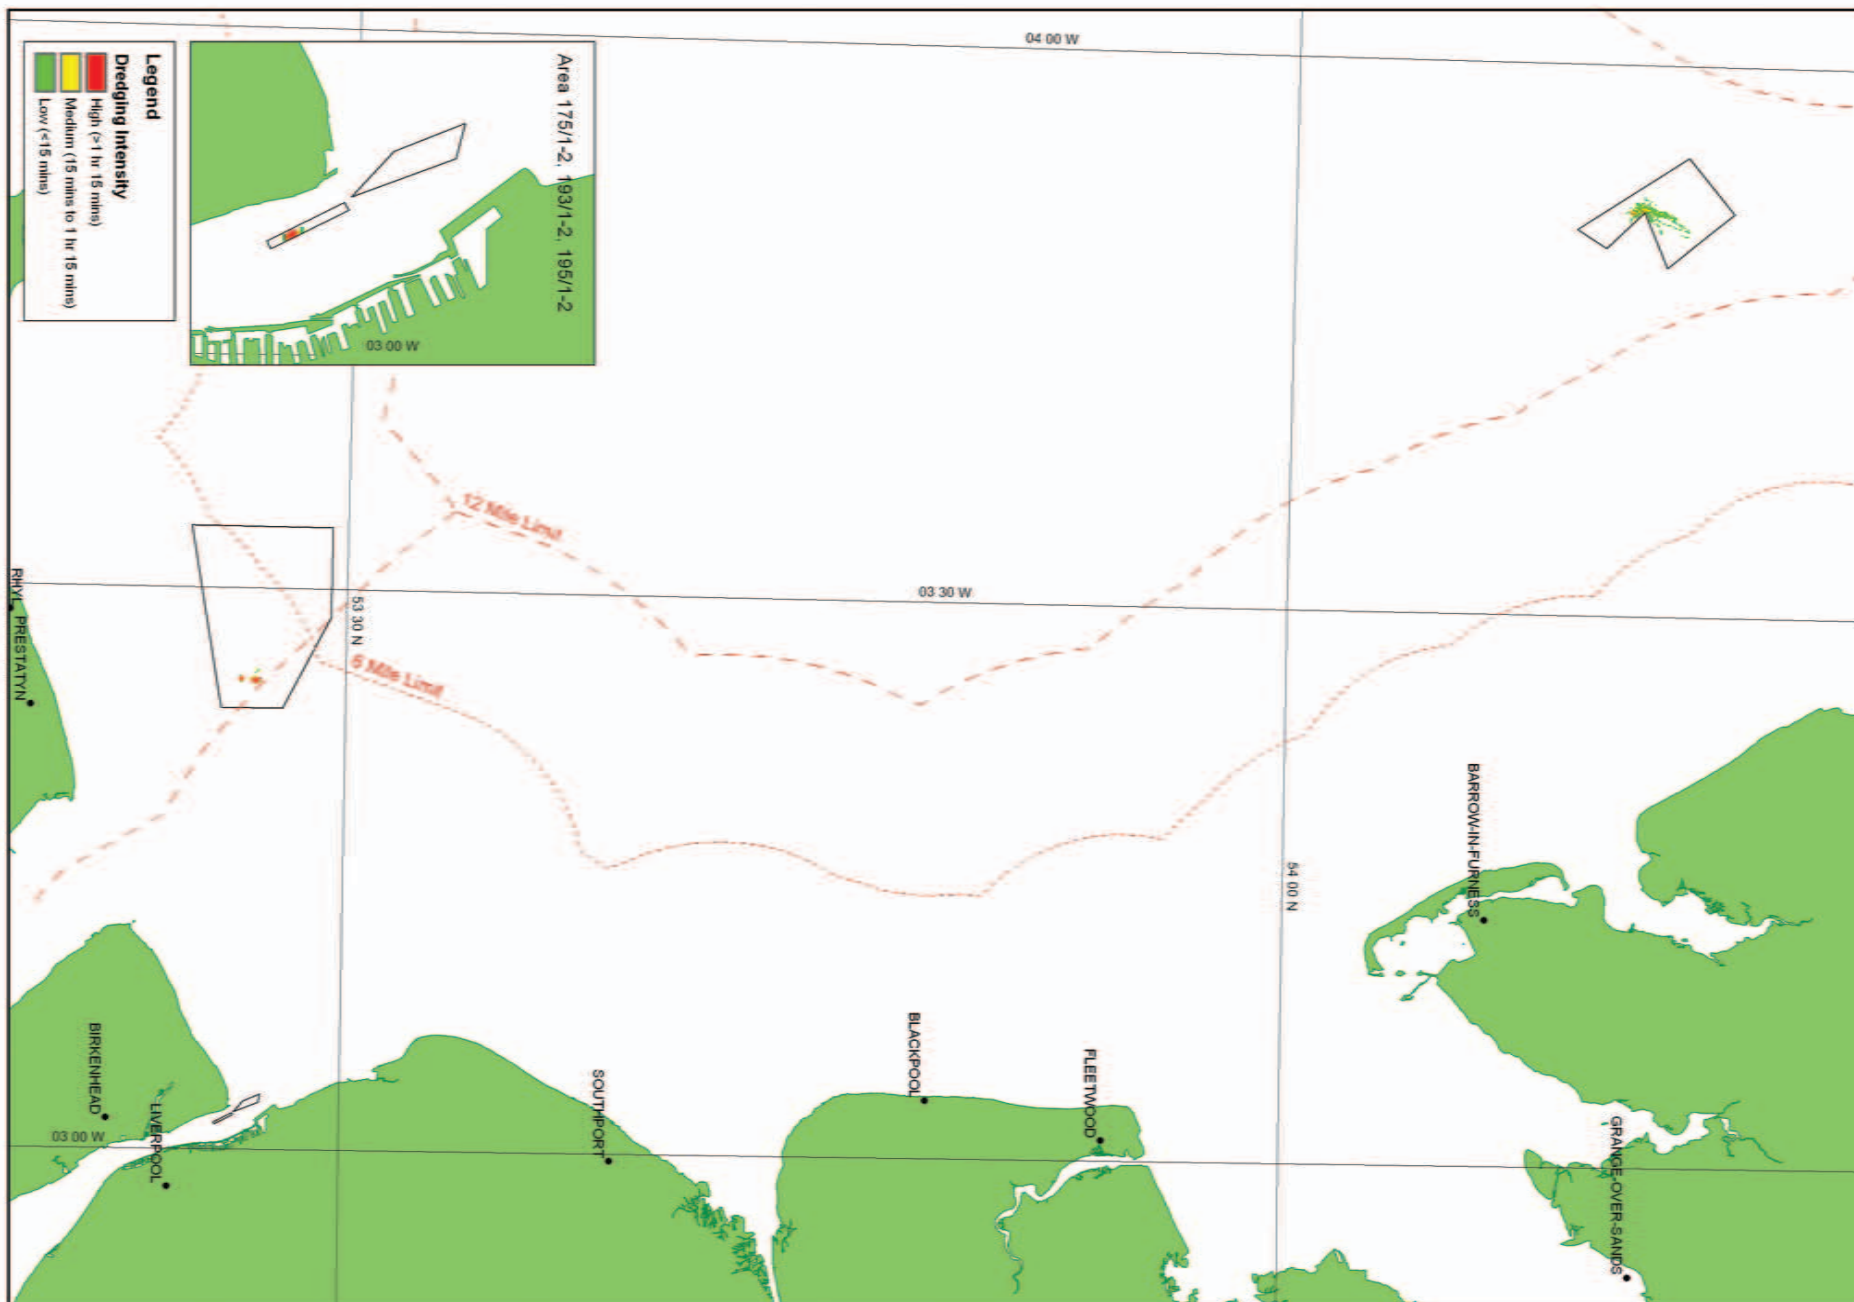 Legend
Dredging Intensity
High (>1 hr 15 mins)
Medium (15 mins to 1 hr 15 mins)
Low (<15 mins)
Area 175/1-2, 193/1-2, 195/1-2
03 00 W
04 00 W
03 30 W
53 30 N
54 00 N
12 Mile Limit
6 Mile Limit
RHYL
PRESTATYN
BARROW-IN-FURNESS
BIRKENHEAD
LIVERPOOL
SOUTHPORT
BLACKPOOL
FLEETWOOD
GRANGE-OVER-SANDS
03 00 W